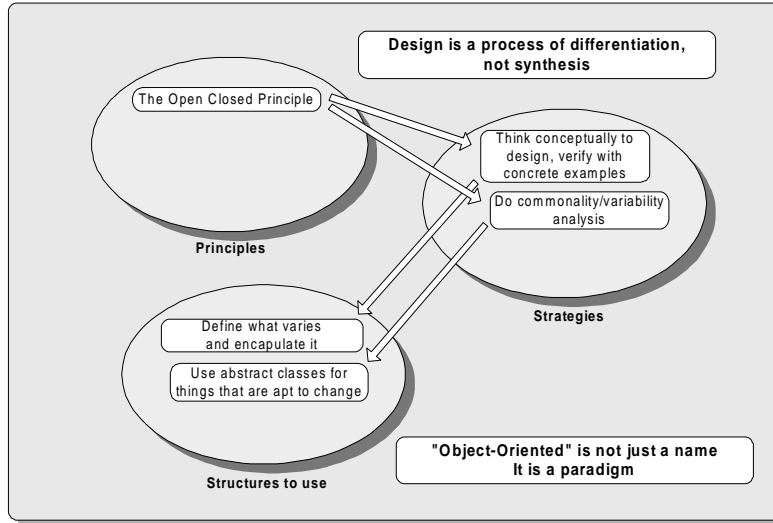 Design is a process of differentiation,
not synthesis
The Open Closed Principle
Think conceptually to
design, verify with
concrete examples
Do commonality/variability
analysis
Principles
Strategies
Define what varies
and encapulate it
Use abstract classes for
things that are apt to change
Structures to use
"Object-Oriented" is not just a name
It is a paradigm